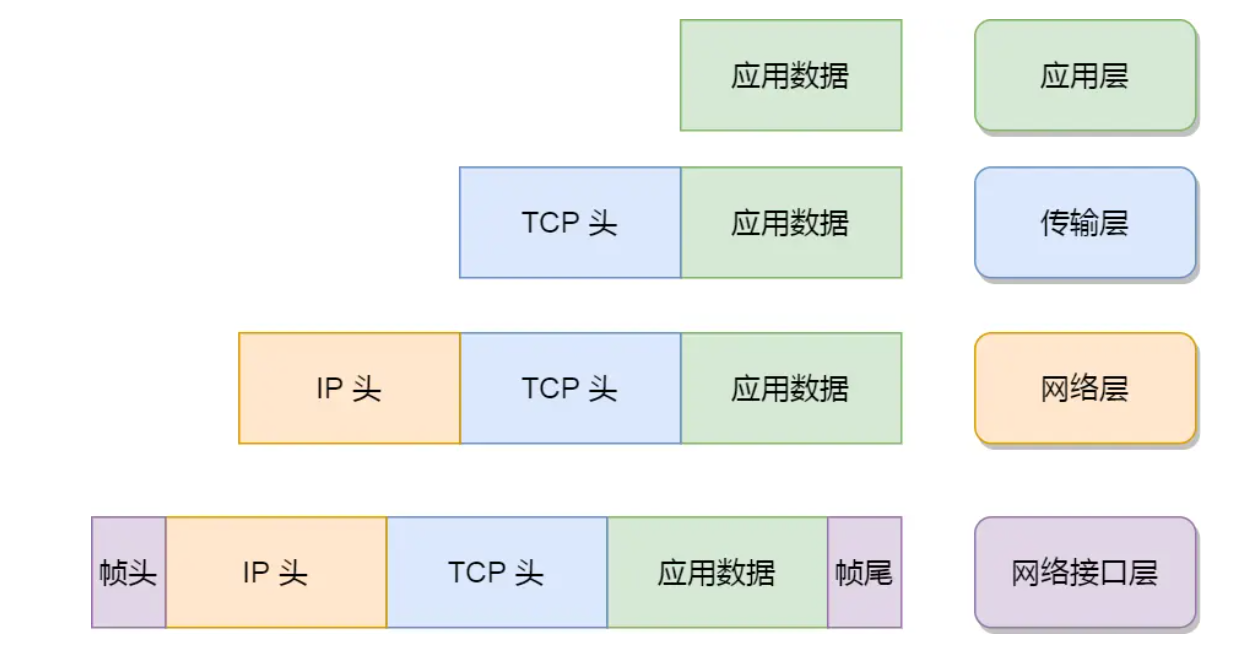 应用数据 应用层
TCP 头 应用数据 传输层
IP 头 TCP 头 应用数据 网络层
帧头 IP 头 TCP 头 应用数据 帧尾 网络接口层